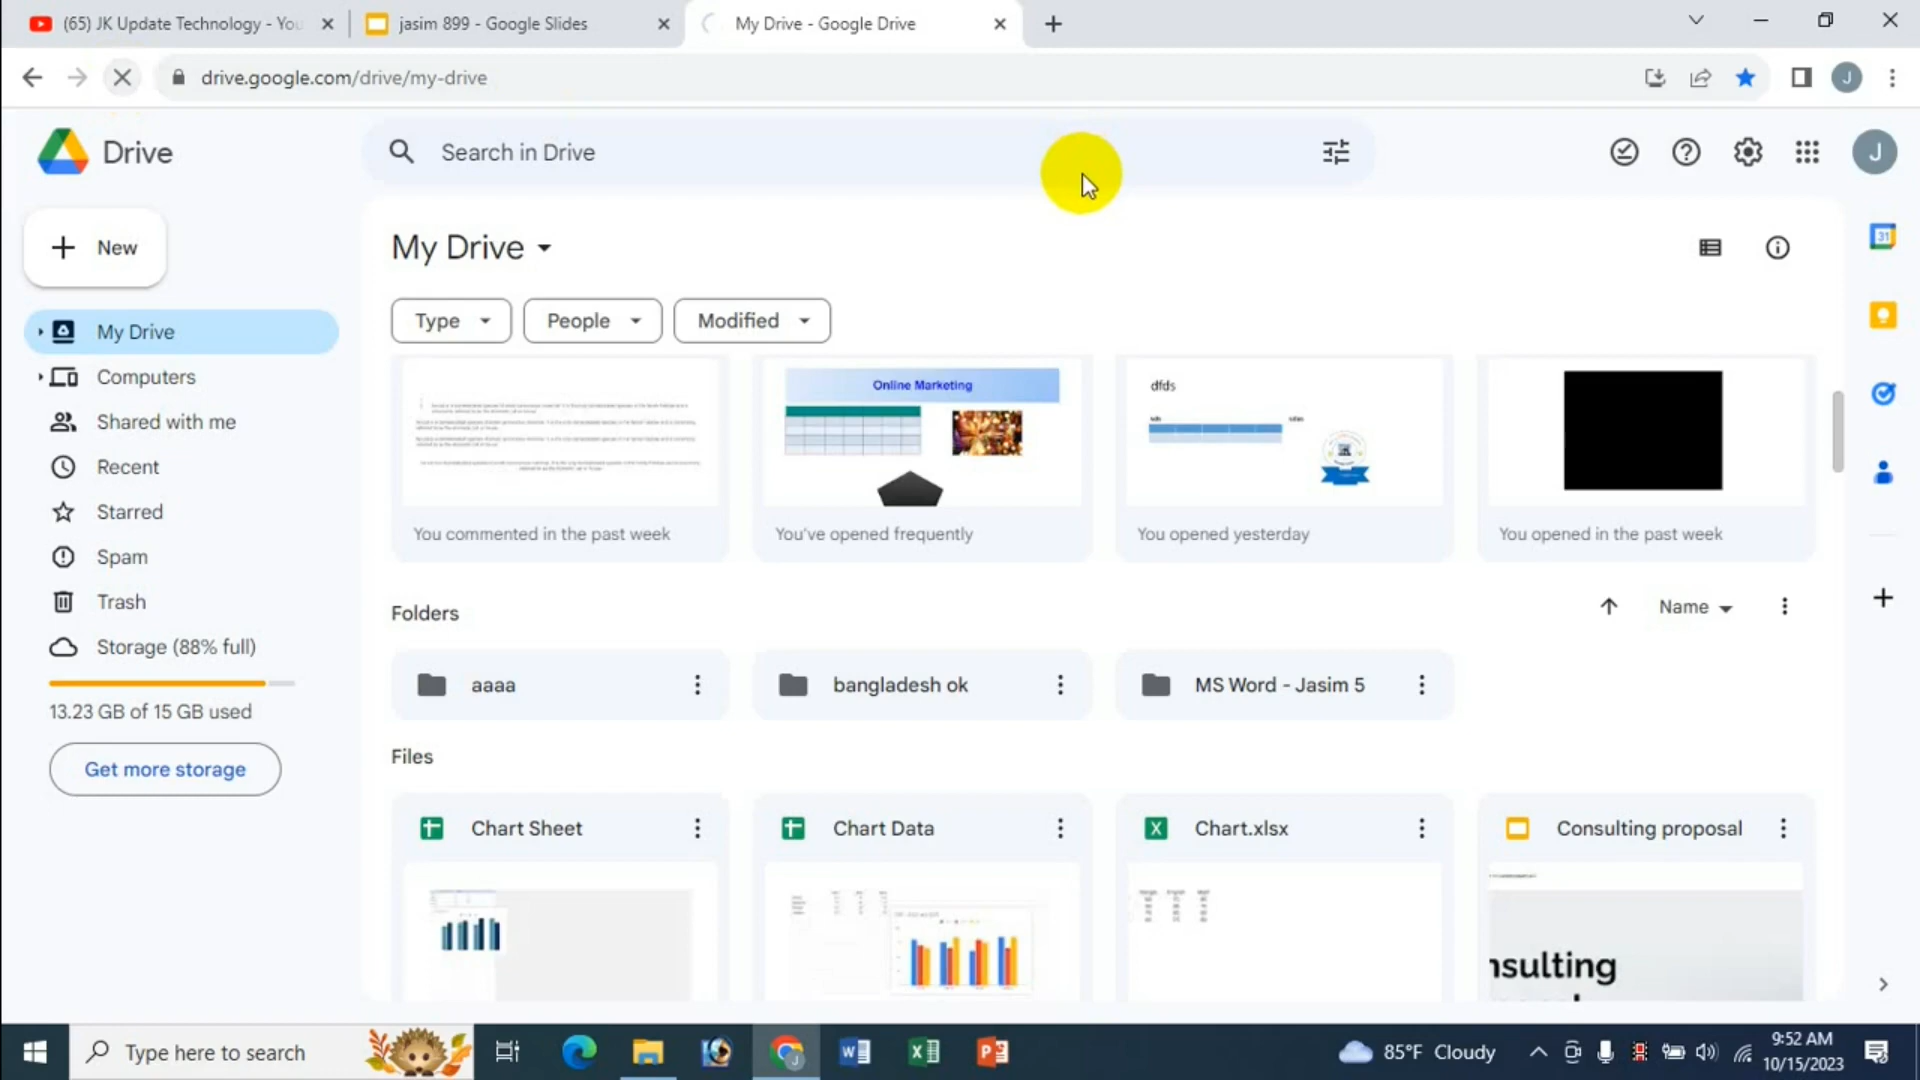 (65) JK Update Technology - You
jasim 899 - Google Slides
My Drive - Google Drive
drive.google.com/drive/my-drive
J
Drive
Search in Drive
J
New
My Drive
31
Type
People
Modified
My Drive
Computers
Shared with me
Recent
Starred
Spam
Trash
Storage (88% full)
13.23 GB of 15 GB used
Get more storage
Online Marketing
dfds
You commented in the past week
You've opened frequently
You opened yesterday
You opened in the past week
Folders
Name
aaaa
bangladesh ok
MS Word - Jasim 5
Files
Chart Sheet
Chart Data
Chart.xlsx
Consulting proposal
nsulting
Type here to search
85°F Cloudy
9:52 AM
10/15/2023